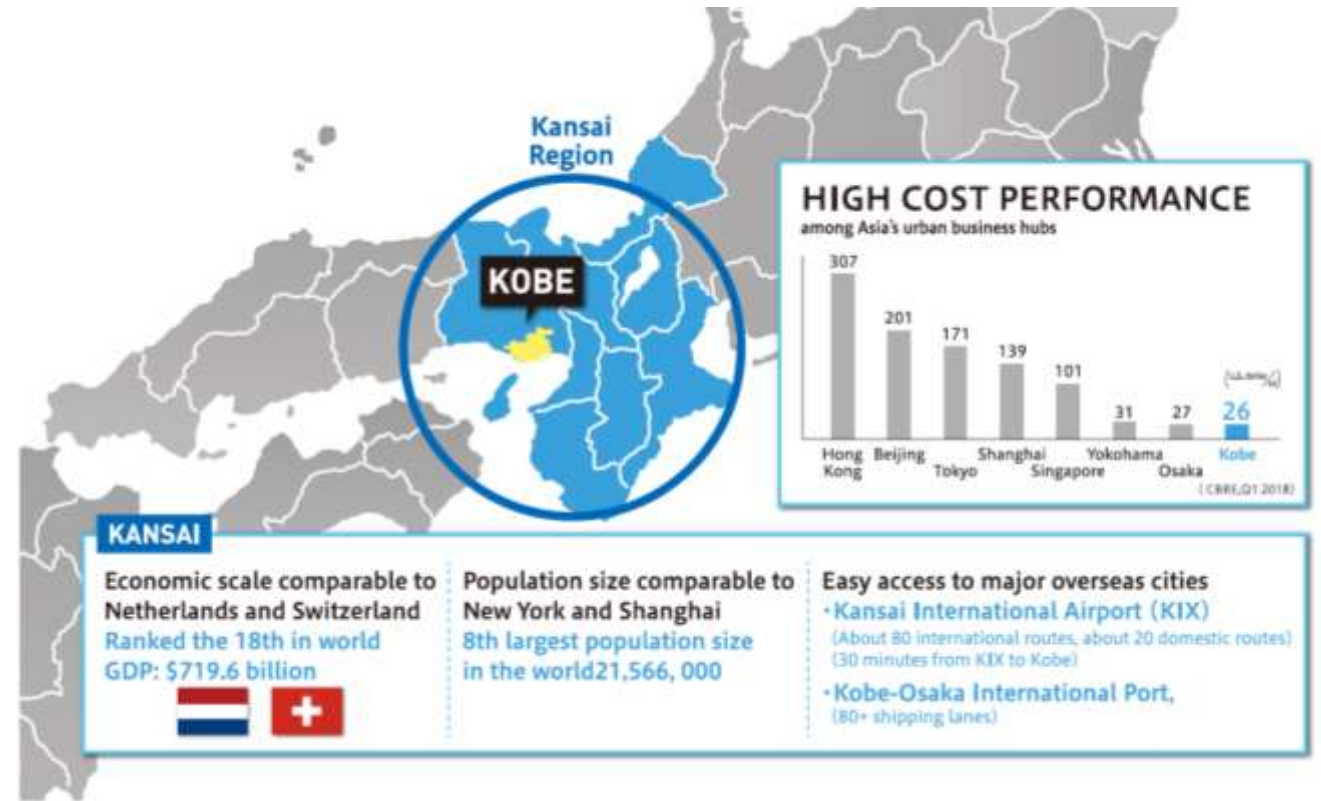 Kansai
Region
KOBE
HIGH COST PERFORMANCE
among Asia's urban business hubs
307
201
171
139
101
31
27
26
Hong
Kong
Beijing
Tokyo
Shanghai
Singapore
Yokohama
Osaka
Kobe
(CBRE,Q1 2018)
KANSAI
Economic scale comparable to
Netherlands and Switzerland
Ranked the 18th in world
GDP: $719.6 billion
Population size comparable to
New York and Shanghai
8th largest population size
in the world21,566, 000
Easy access to major overseas cities
・Kansai International Airport (KIX)
(About 80 international routes, about 20 domestic routes)
(30 minutes from KIX to Kobe)
・Kobe-Osaka International Port,
(80+ shipping lanes)